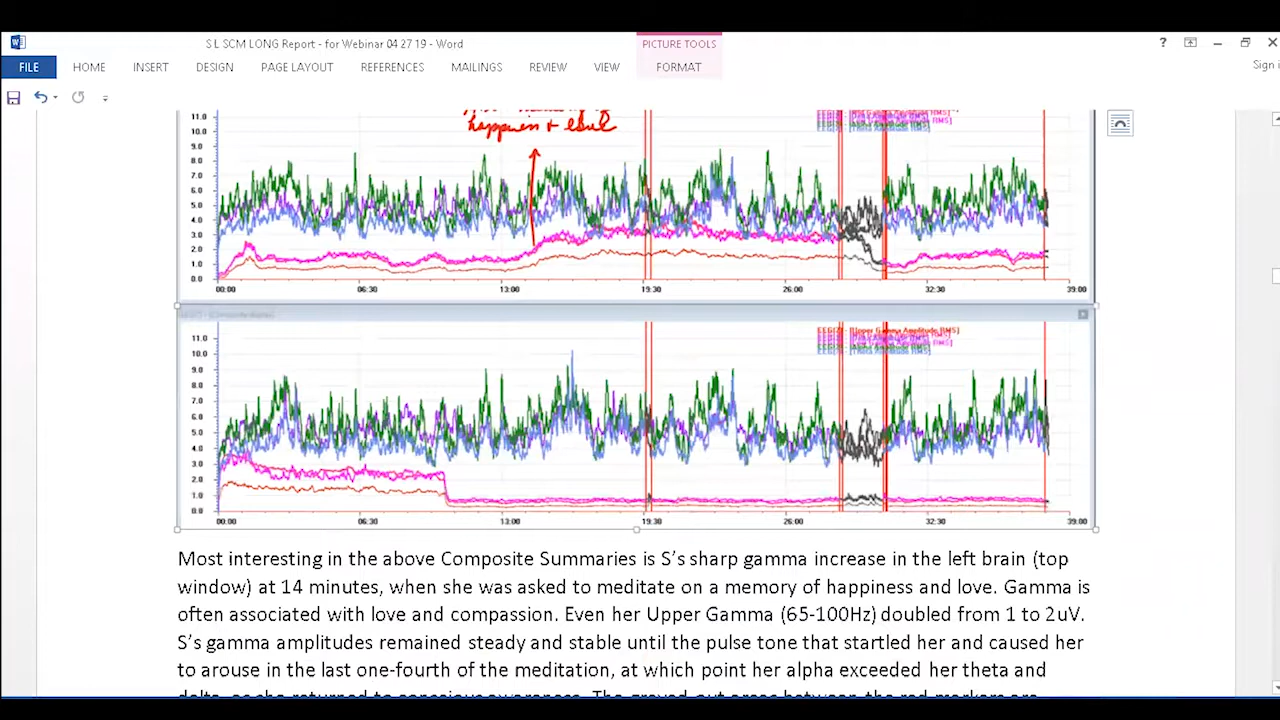 S L SCM LONG Report - for Webinar 04 27 19 - Word
PICTURE TOOLS
?
FILE HOME INSERT DESIGN PAGE LAYOUT REFERENCES MAILINGS REVIEW VIEW FORMAT
Sign i
happiness + love
11.0
10.0
9.0
8.0
7.0
6.0
5.0
4.0
3.0
2.0
1.0
0.0
00:00 06:30 13:00 19:30 26:00 32:30 39:00
11.0
10.0
9.0
8.0
7.0
6.0
5.0
4.0
3.0
2.0
1.0
0.0
00:00 06:30 13:00 19:30 26:00 32:30 39:00
Most interesting in the above Composite Summaries is S's sharp gamma increase in the left brain (top
window) at 14 minutes, when she was asked to meditate on a memory of happiness and love. Gamma is
often associated with love and compassion. Even her Upper Gamma (65-100Hz) doubled from 1 to 2uV.
S's gamma amplitudes remained steady and stable until the pulse tone that startled her and caused her
to arouse in the last one-fourth of the meditation, at which point her alpha exceeded her theta and